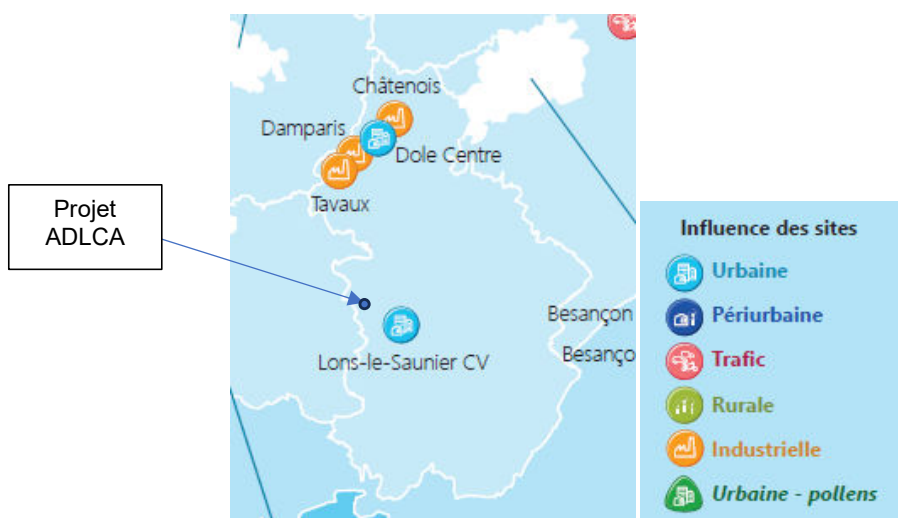 Châtenois
Damparis
Dole Centre
Tavaux
Projet
ADLCA
Besançon
Lons-le-Saunier CV
Besanço
Influence des sites
Urbaine
Périurbaine
Trafic
Rurale
Industrielle
Urbaine - pollens